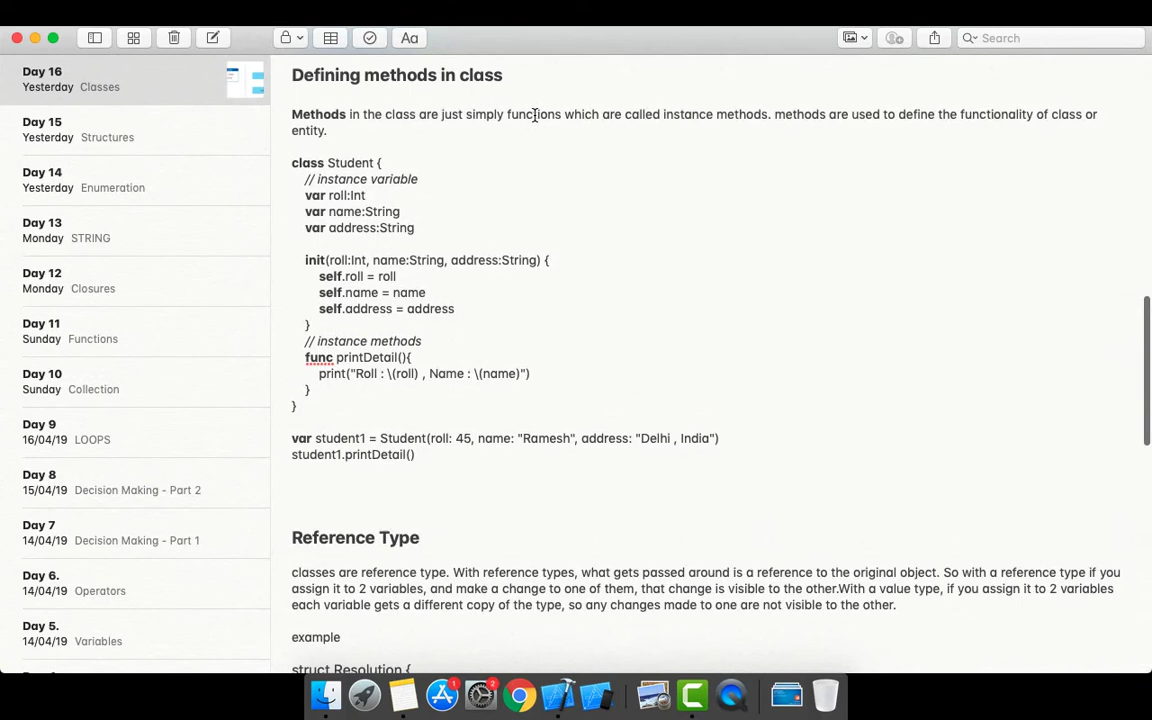 Aa
Search
Day 16
Yesterday Classes
Day 15
Yesterday Structures
Day 14
Yesterday Enumeration
Day 13
Monday STRING
Day 12
Monday Closures
Day 11
Sunday Functions
Day 10
Sunday Collection
Day 9
16/04/19 LOOPS
Day 8
15/04/19 Decision Making - Part 2
Day 7
14/04/19 Decision Making - Part 1
Day 6.
14/04/19 Operators
Day 5.
14/04/19 Variables
Defining methods in class
Methods in the class are just simply functions which are called instance methods. methods are used to define the functionality of class or
entity.
class Student {
// instance variable
var roll:Int
var name:String
var address:String
init(roll:Int, name:String, address:String) {
self.roll = roll
self.name = name
self.address = address
}
// instance methods
func printDetail(){
print("Roll : \(roll) , Name : \(name)")
}
}
var student1 = Student(roll: 45, name: "Ramesh", address: "Delhi , India")
student1.printDetail()
Reference Type
classes are reference type. With reference types, what gets passed around is a reference to the original object. So with a reference type if you
assign it to 2 variables, and make a change to one of them, that change is visible to the other.With a value type, if you assign it to 2 variables
each variable gets a different copy of the type, so any changes made to one are not visible to the other.
example
struct Resolution {
1
2